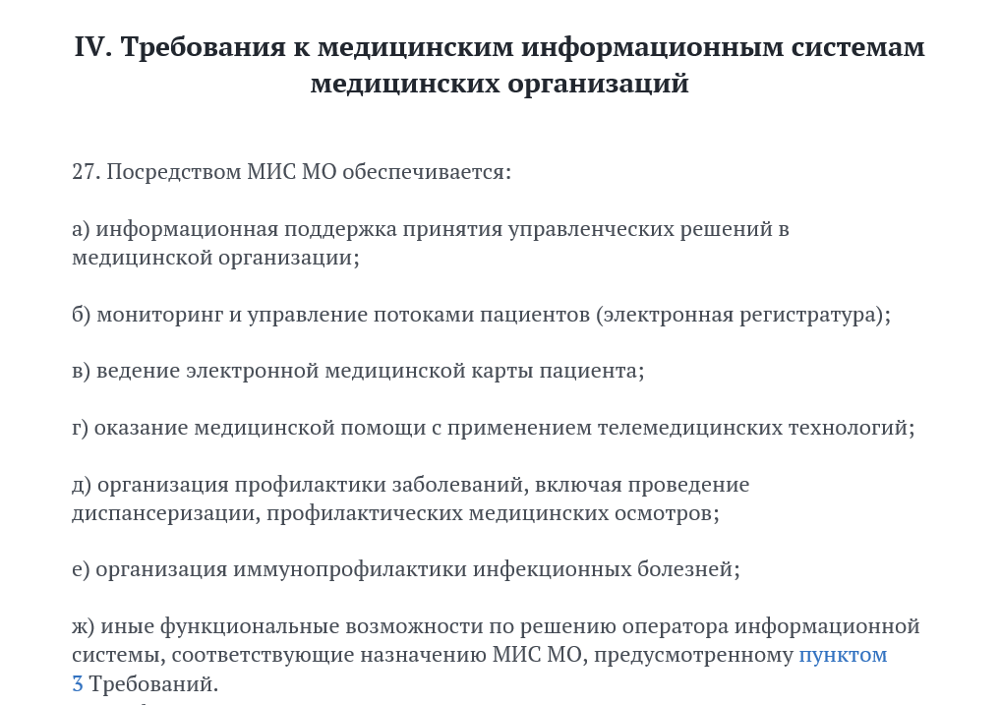 IV. Требования к медицинским информационным системам
медицинских организаций
27. Посредством МИС МО обеспечивается:
а) информационная поддержка принятия управленческих решений в
медицинской организации;
б) мониторинг и управление потоками пациентов (электронная регистратура);
в) ведение электронной медицинской карты пациента;
г) оказание медицинской помощи с применением телемедицинских технологий;
д) организация профилактики заболеваний, включая проведение
диспансеризации, профилактических медицинских осмотров;
е) организация иммунопрофилактики инфекционных болезней;
ж) иные функциональные возможности по решению оператора информационной
системы, соответствующие назначению МИС МО, предусмотренному пунктом
3 Требований.